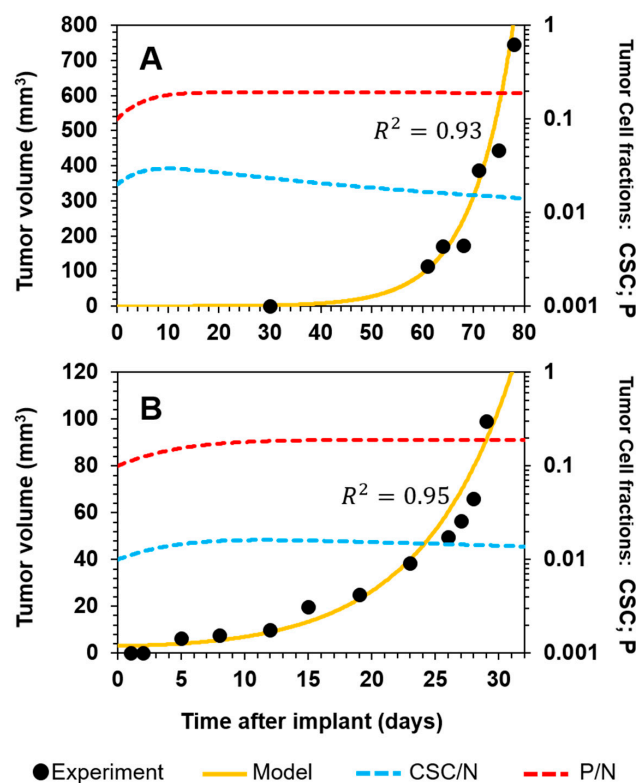 A
Tumor volume (mm³)
800
700
600
500
400
300
200
100
0
0 10 20 30 40 50 60 70 80
R² = 0.93
1
0.1
0.01
0.001
Tumor Cell fractions: CSC; P
B
Tumor volume (mm³)
120
100
80
60
40
20
0
0 5 10 15 20 25 30
R² = 0.95
1
0.1
0.01
0.001
Tumor Cell fractions: CSC; P
Time after implant (days)
Experiment Model CSC/N P/N